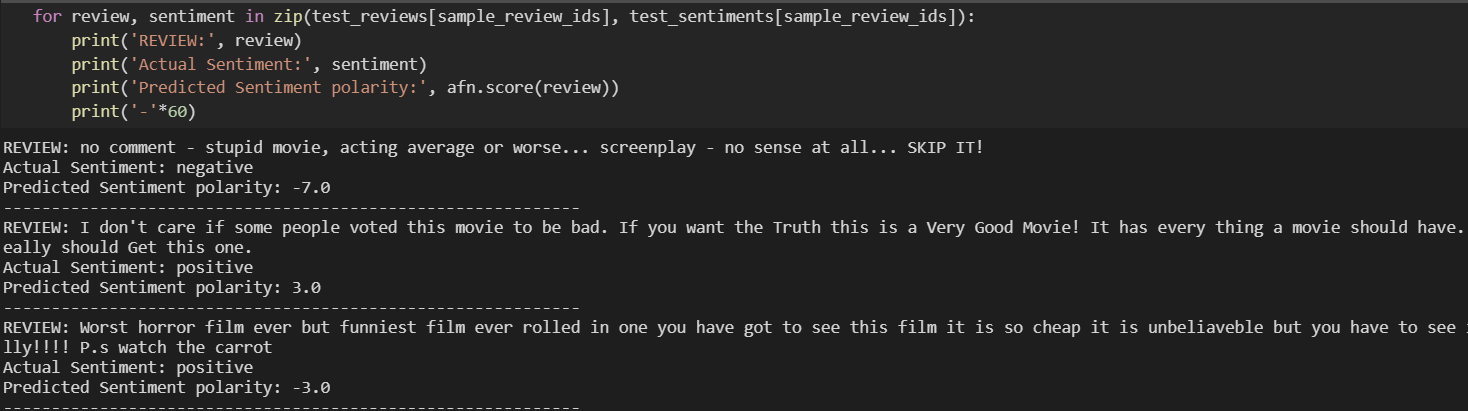 for review, sentiment in zip(test_reviews[sample_review_ids], test_sentiments[sample_review_ids]):
    print('REVIEW:', review)
    print('Actual Sentiment:', sentiment)
    print('Predicted Sentiment polarity:', afn.score(review))
    print('-'*60)
REVIEW: no comment - stupid movie, acting average or worse... screenplay - no sense at all... SKIP IT!
Actual Sentiment: negative
Predicted Sentiment polarity: -7.0
------------------------------------------------------------
REVIEW: I don't care if some people voted this movie to be bad. If you want the Truth this is a Very Good Movie! It has every thing a movie should have.
eally should Get this one.
Actual Sentiment: positive
Predicted Sentiment polarity: 3.0
------------------------------------------------------------
REVIEW: Worst horror film ever but funniest film ever rolled in one you have got to see this film it is so cheap it is unbeliaveble but you have to see
lly!!!! P.s watch the carrot
Actual Sentiment: positive
Predicted Sentiment polarity: -3.0
------------------------------------------------------------